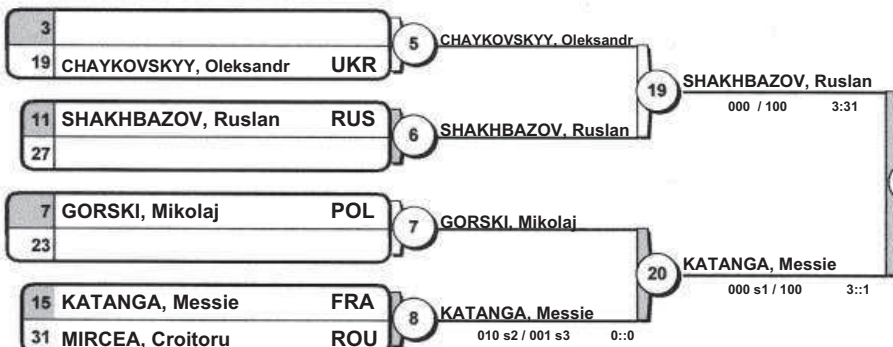 3
19 CHAYKOVSKYY, Oleksandr UKR
5
CHAYKOVSKYY, Oleksandr
11 SHAKHBAZOV, Ruslan RUS
27
6
SHAKHBAZOV, Ruslan
19
SHAKHBAZOV, Ruslan
000 / 100 3:31
7 GORSKI, Mikolaj POL
23
7
GORSKI, Mikolaj
15 KATANGA, Messie FRA
31 MIRCEA, Croitoru ROU
8
KATANGA, Messie
010 s2 / 001 s3 0::0
20
KATANGA, Messie
000 s1 / 100 3::1